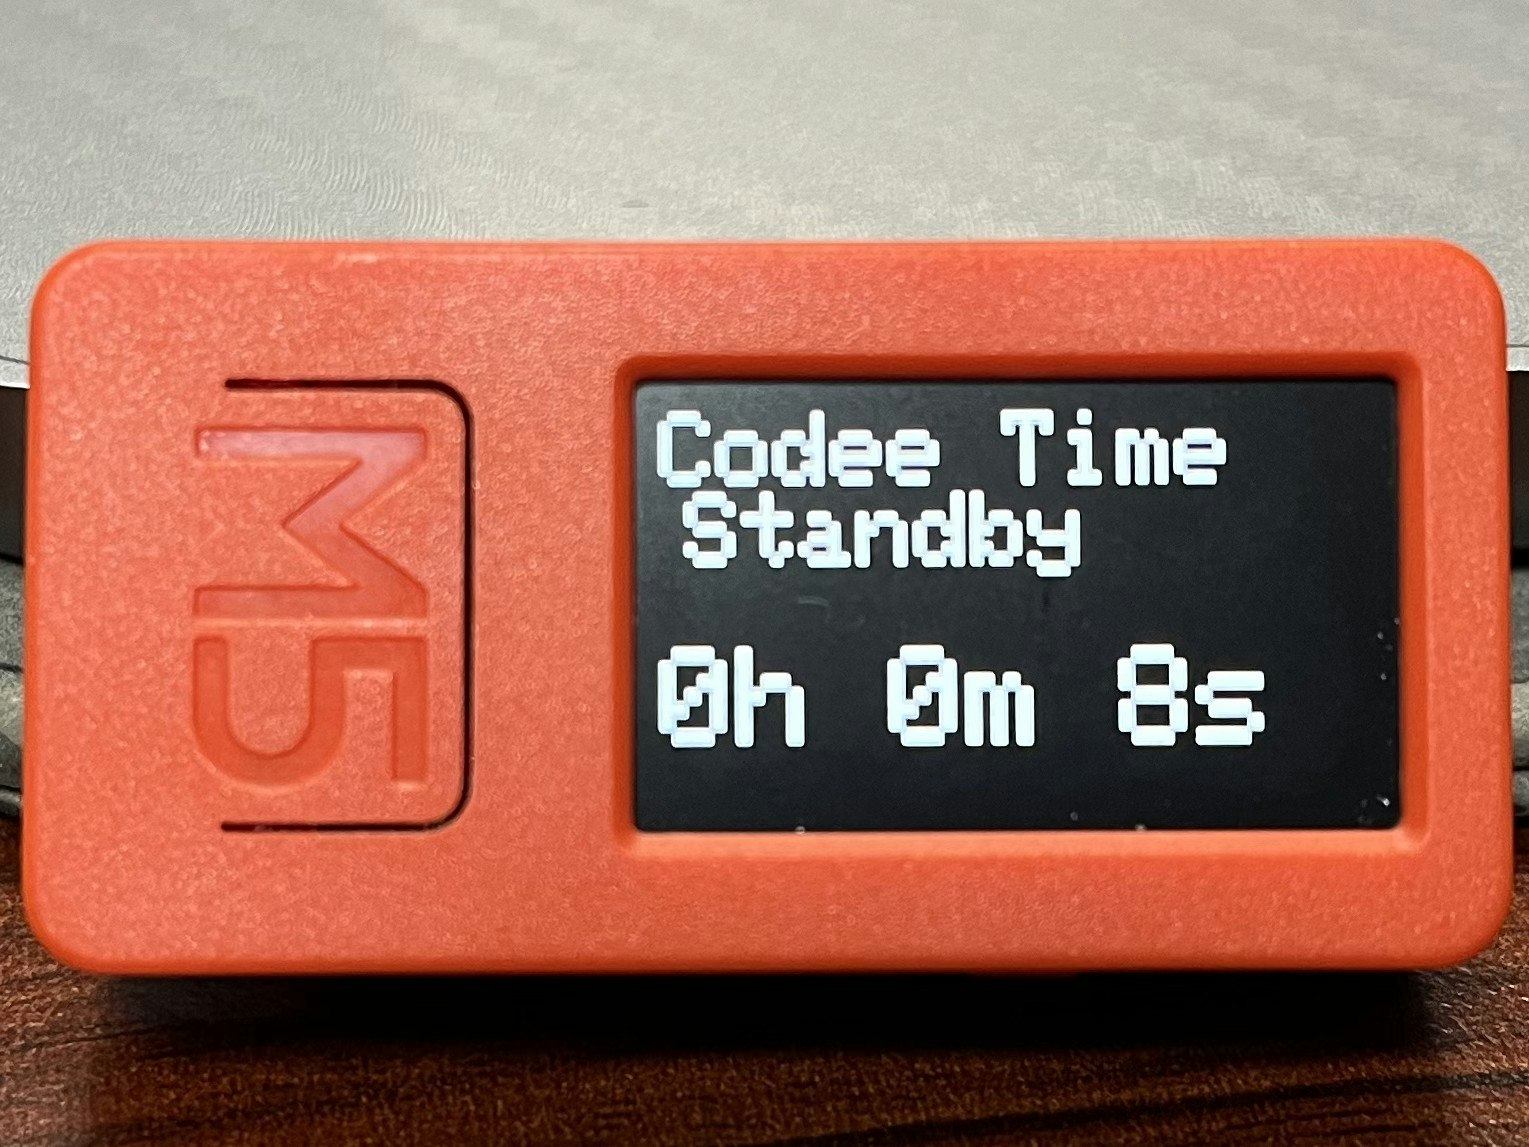 M5
Codee Time
Standby
0h 0m 8s